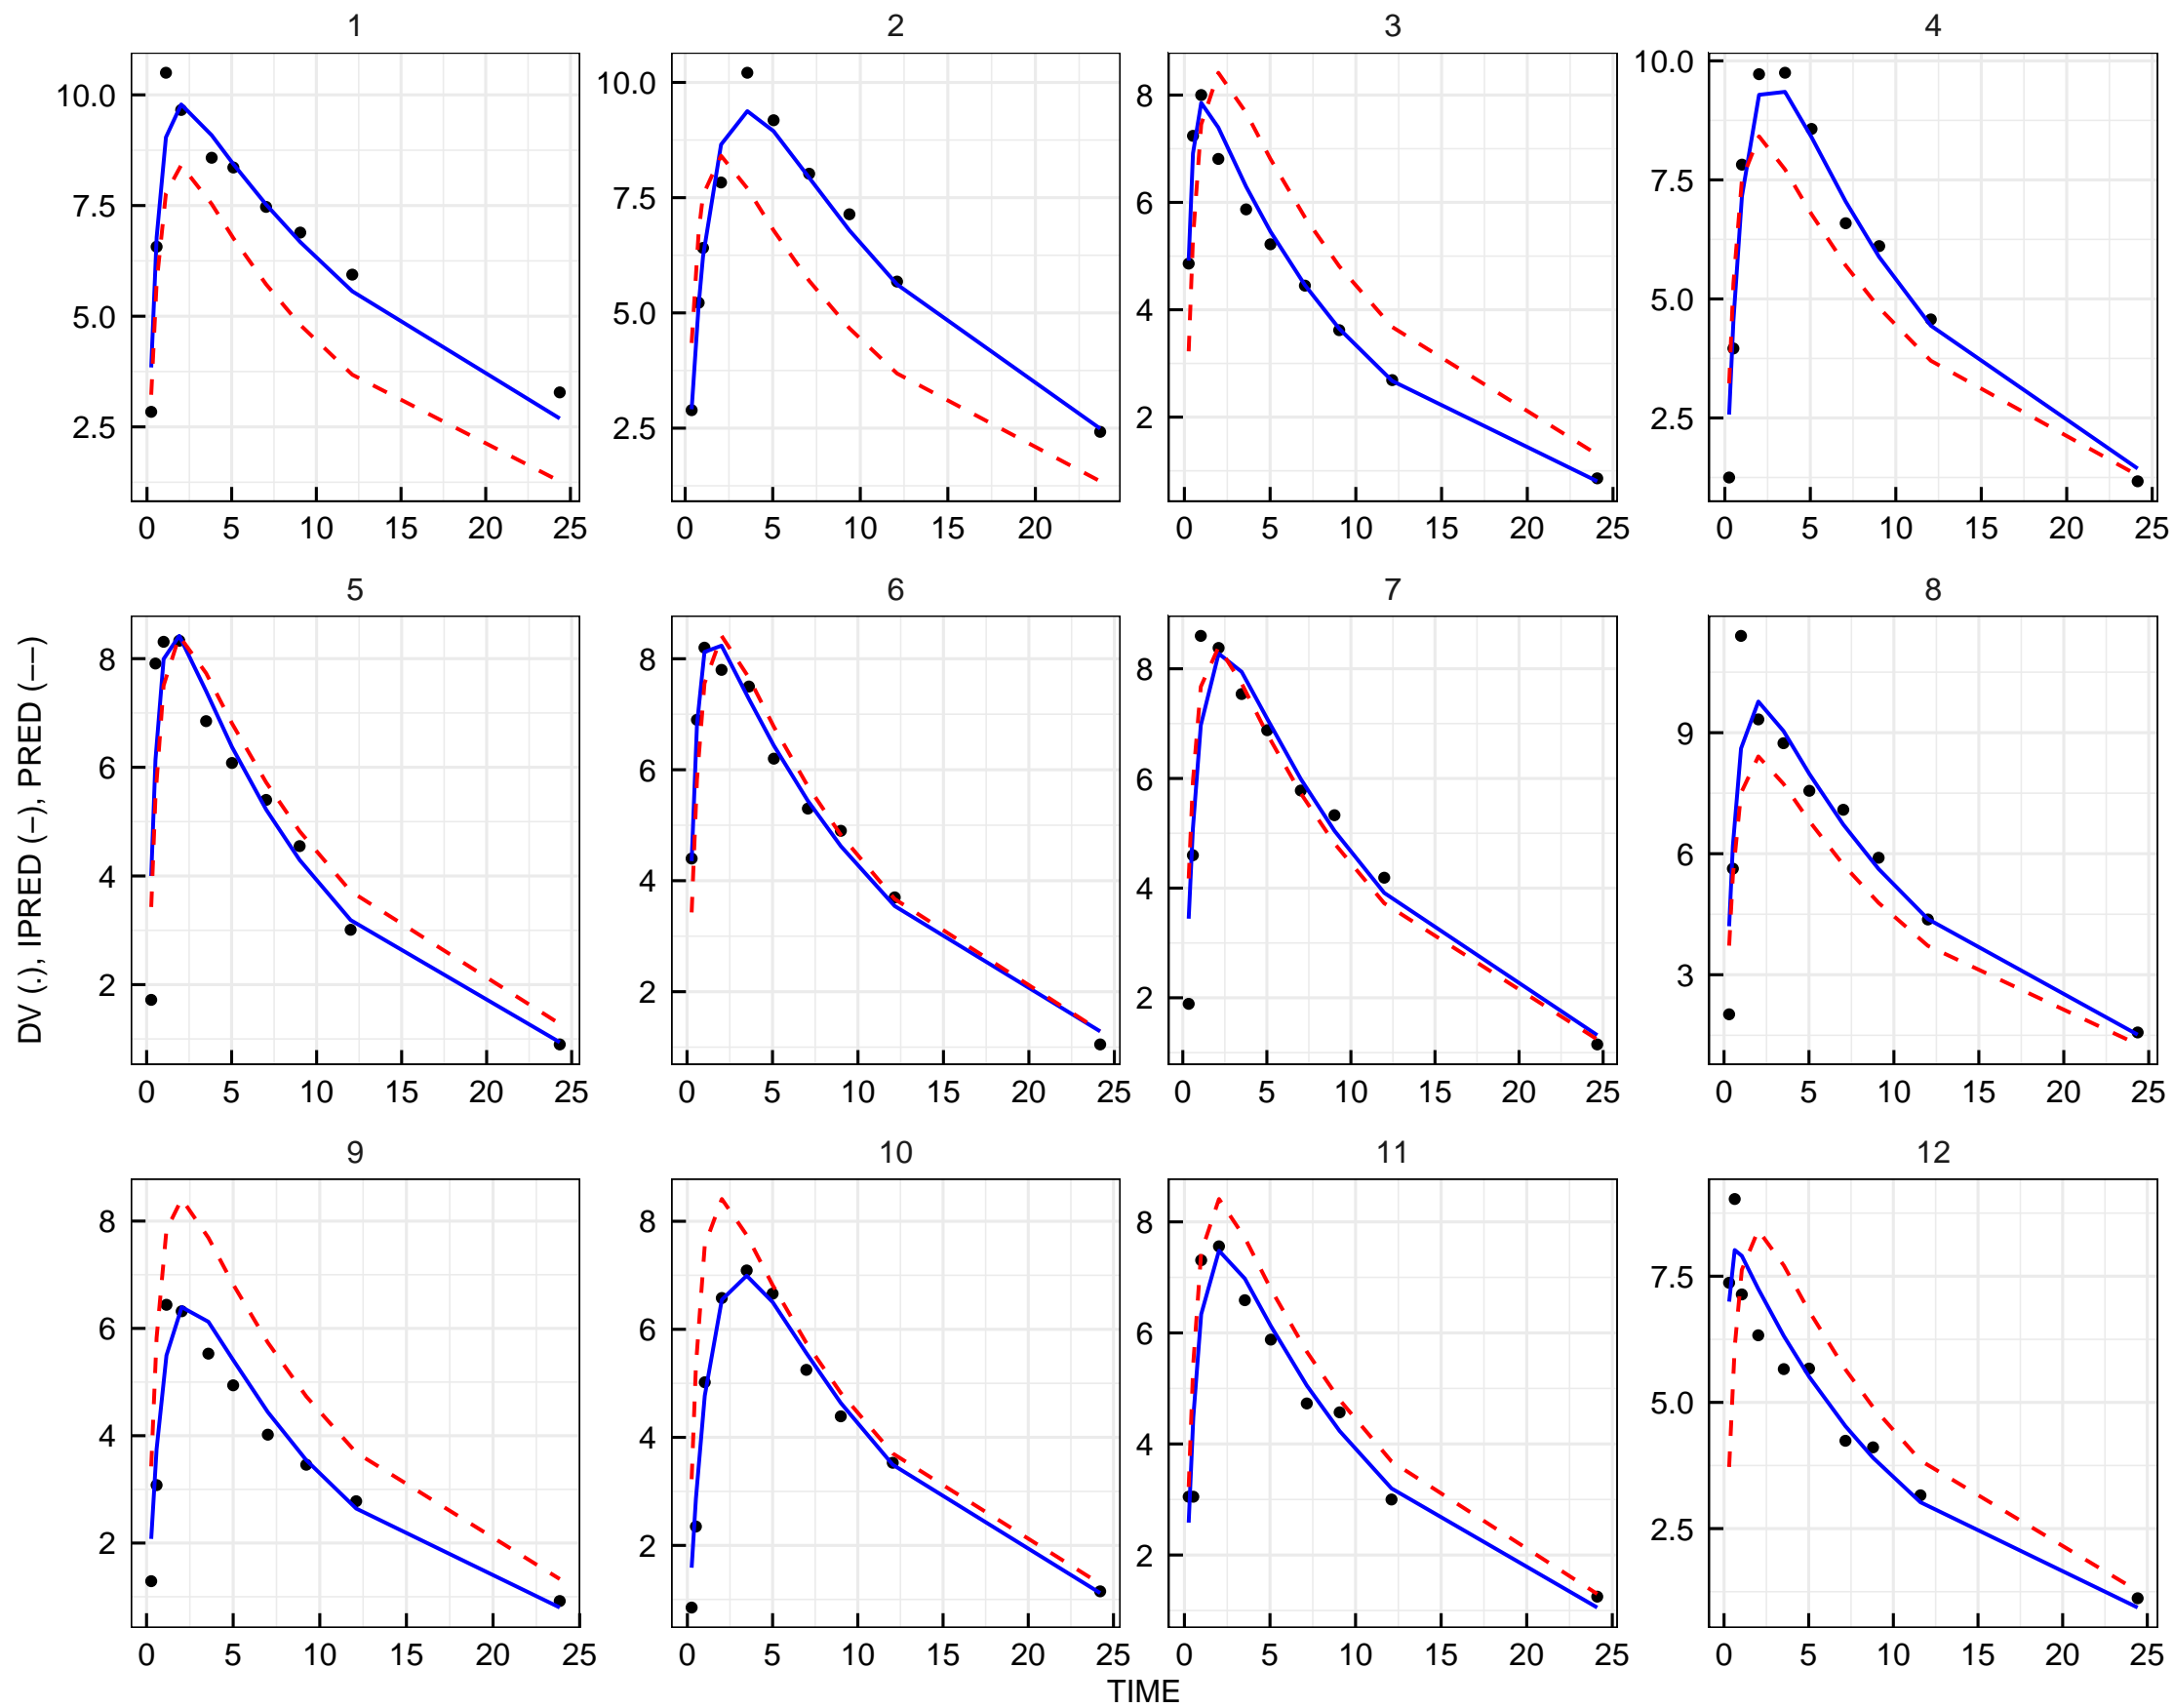 1 2 3 4
10.0 10.0 8 10.0
7.5 7.5 6 7.5
5.0 5.0 4 5.0
2.5 2.5 2 2.5
0 5 10 15 20 25 0 5 10 15 20 0 5 10 15 20 25 0 5 10 15 20 25
5 6 7 8
8 8 8 9
6 6 6 6
4 4 4 3
2 2 2
0 5 10 15 20 25 0 5 10 15 20 25 0 5 10 15 20 25 0 5 10 15 20 25
9 10 11 12
8 8 8 7.5
6 6 6 5.0
4 4 4 2.5
2 2 2
0 5 10 15 20 25 0 5 10 15 20 25 0 5 10 15 20 25 0 5 10 15 20 25
DV (.), IPRED (−), PRED (−−)
TIME